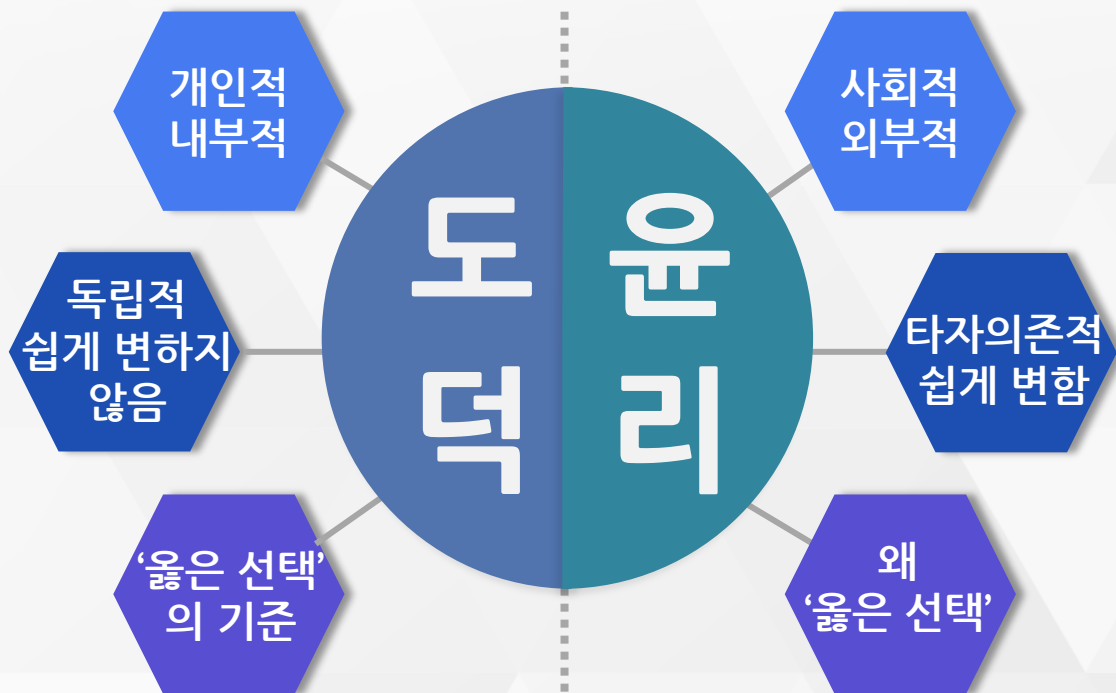 개인적
내부적
사회적
외부적
도
덕
윤
리
독립적
쉽게 변하지
않음
타자의존적
쉽게 변함
‘옳은 선택’
의 기준
왜
‘옳은 선택’